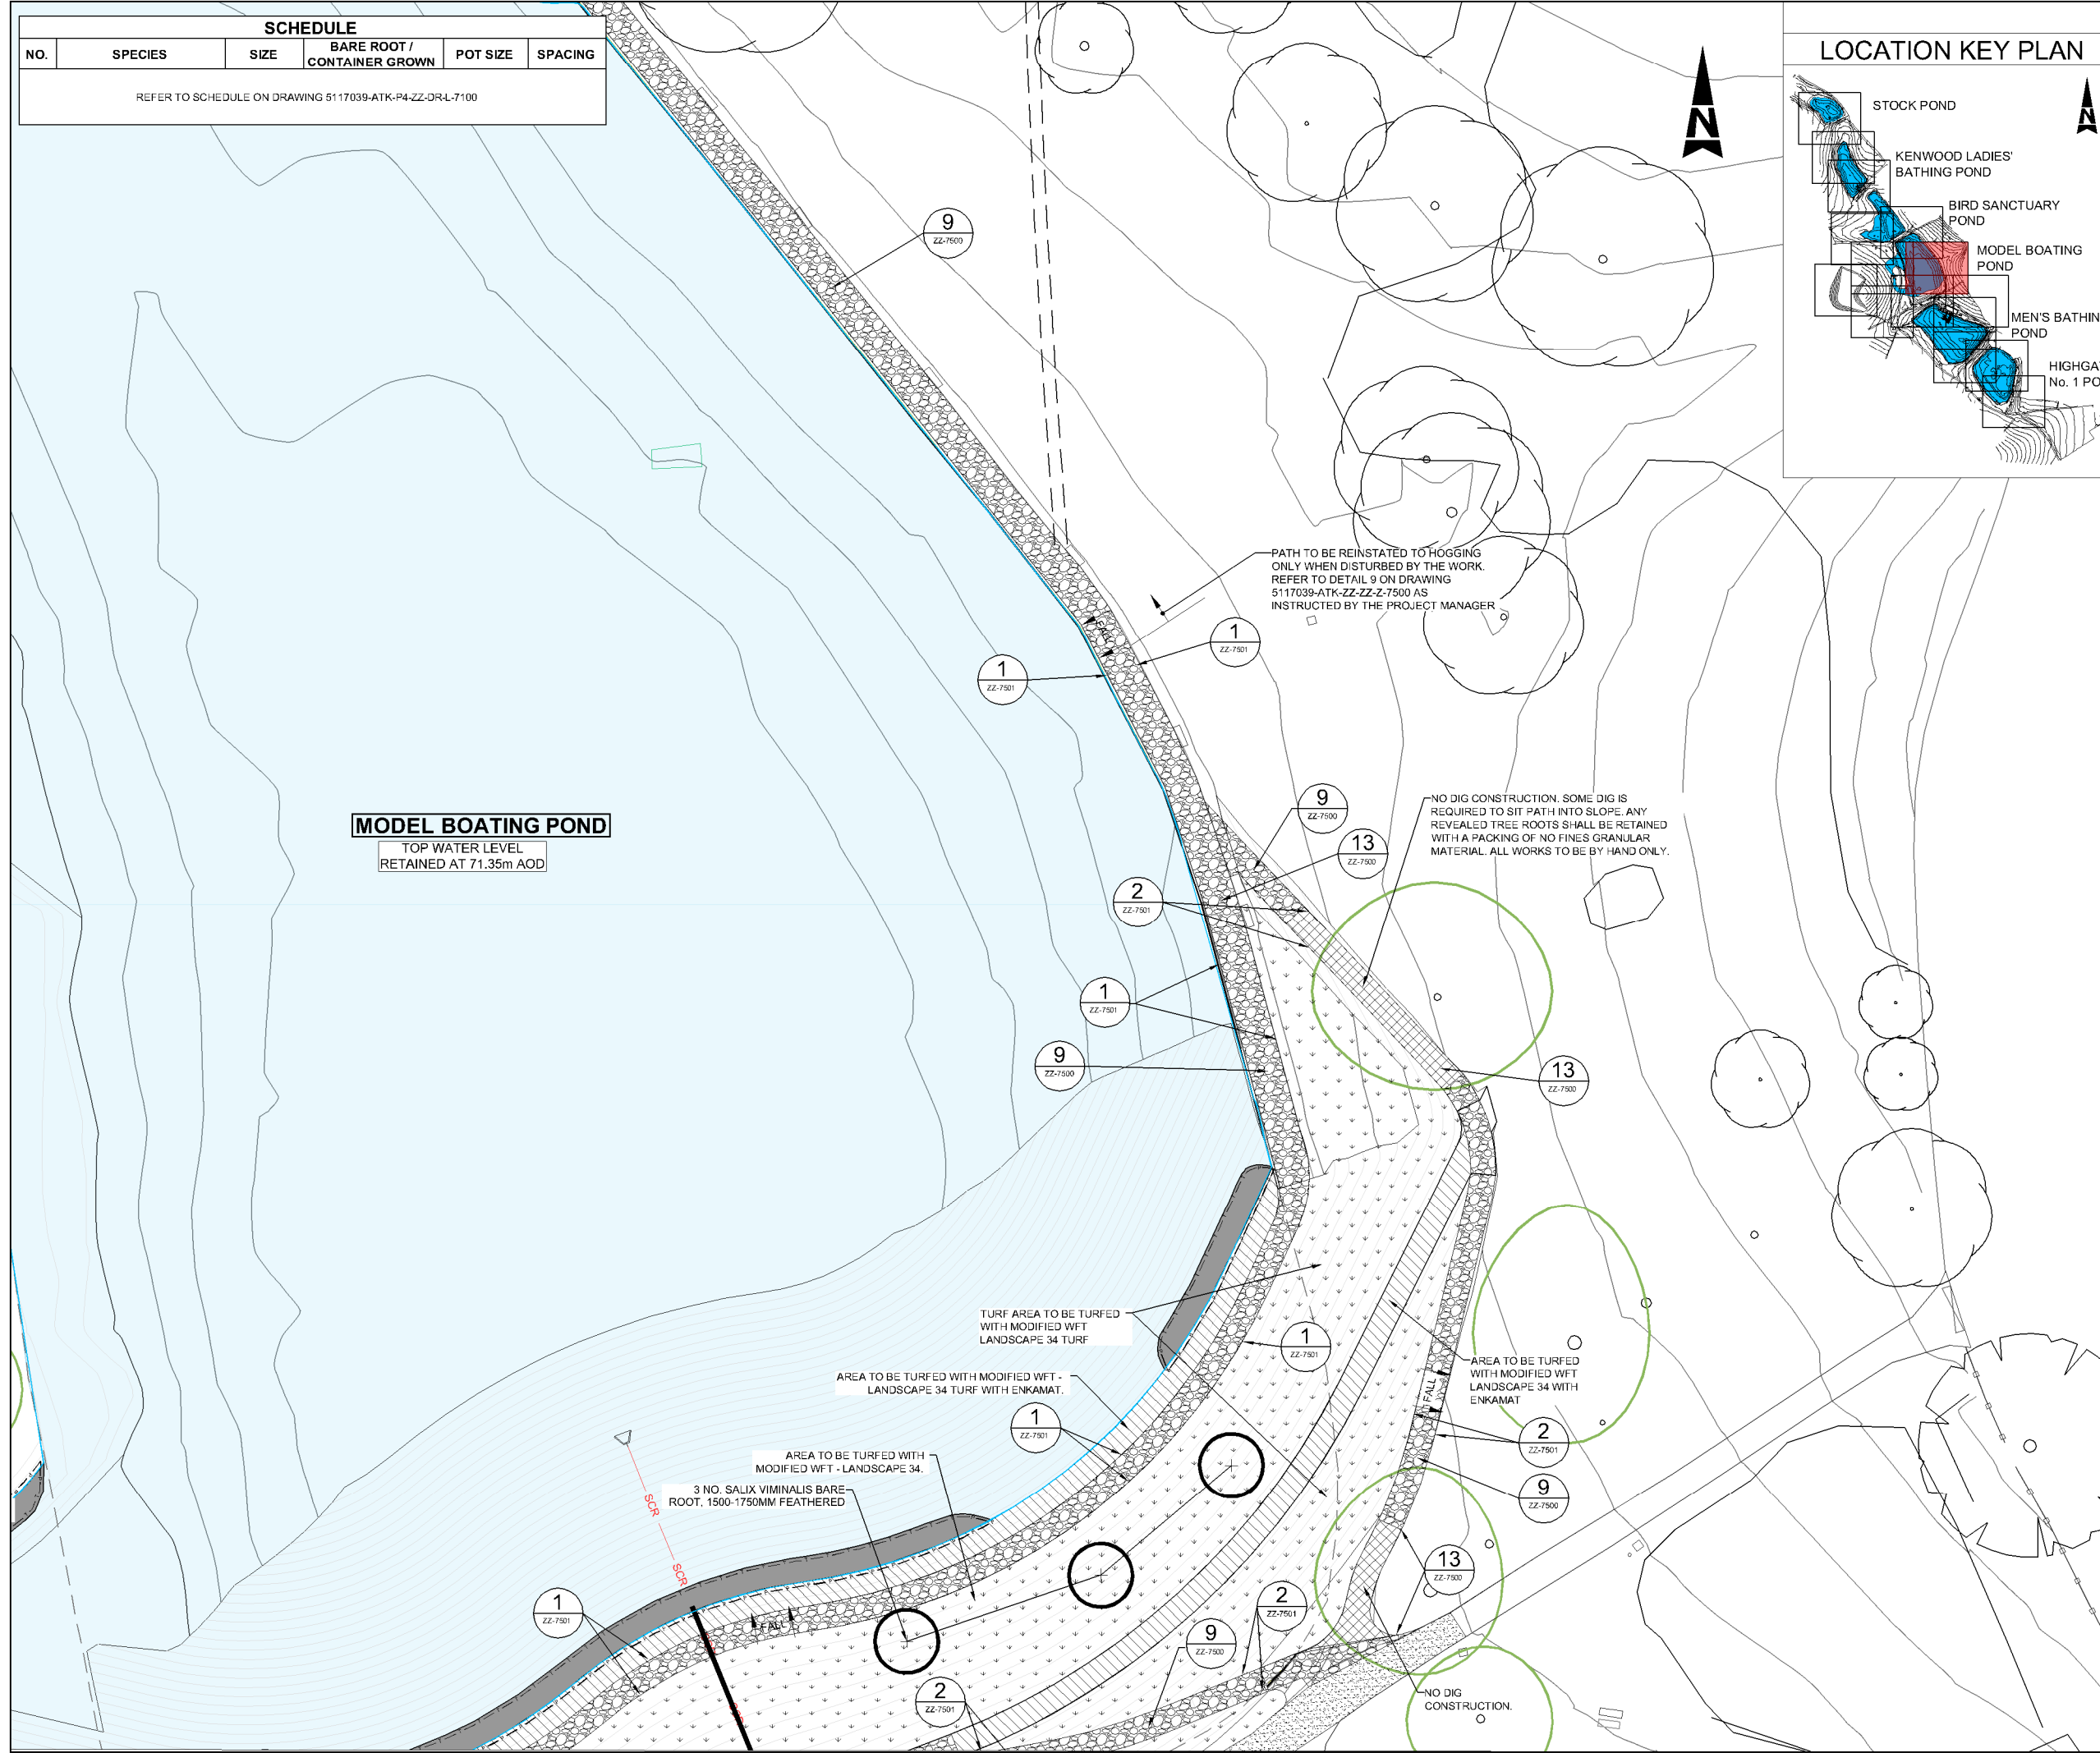 SCHEDULE
NO. SPECIES SIZE BARE ROOT / CONTAINER GROWN POT SIZE SPACING
REFER TO SCHEDULE ON DRAWING 5117039-ATK-P4-ZZ-DR-L-7100
N
LOCATION KEY PLAN
N
STOCK POND
KENWOOD LADIES'
BATHING POND
BIRD SANCTUARY
POND
MODEL BOATING
POND
MEN'S BATHIN
POND
HIGHGA
No. 1 PO
9
ZZ-7500
PATH TO BE REINSTATED TO HOGGING
ONLY WHEN DISTURBED BY THE WORK.
REFER TO DETAIL 9 ON DRAWING
5117039-ATK-ZZ-ZZ-Z-7500 AS
INSTRUCTED BY THE PROJECT MANAGER
FALL
1
ZZ-7501
1
ZZ-7501
MODEL BOATING POND
TOP WATER LEVEL
RETAINED AT 71.35m AOD
9
ZZ-7500
13
ZZ-7500
NO DIG CONSTRUCTION. SOME DIG IS
REQUIRED TO SIT PATH INTO SLOPE. ANY
REVEALED TREE ROOTS SHALL BE RETAINED
WITH A PACKING OF NO FINES GRANULAR
MATERIAL. ALL WORKS TO BE BY HAND ONLY.
2
ZZ-7501
1
ZZ-7501
9
ZZ-7500
13
ZZ-7500
TURF AREA TO BE TURFED
WITH MODIFIED WFT
LANDSCAPE 34 TURF
1
ZZ-7501
AREA TO BE TURFED
WITH MODIFIED WFT
LANDSCAPE 34 WITH
ENKAMAT
FALL
AREA TO BE TURFED WITH MODIFIED WFT -
LANDSCAPE 34 TURF WITH ENKAMAT.
1
ZZ-7501
2
ZZ-7501
AREA TO BE TURFED WITH
MODIFIED WFT - LANDSCAPE 34.
3 NO. SALIX VIMINALIS BARE
ROOT, 1500-1750MM FEATHERED
9
ZZ-7500
SCR
SCR
13
ZZ-7500
1
ZZ-7501
FALL
2
ZZ-7501
9
ZZ-7500
2
ZZ-7501
NO DIG
CONSTRUCTION.